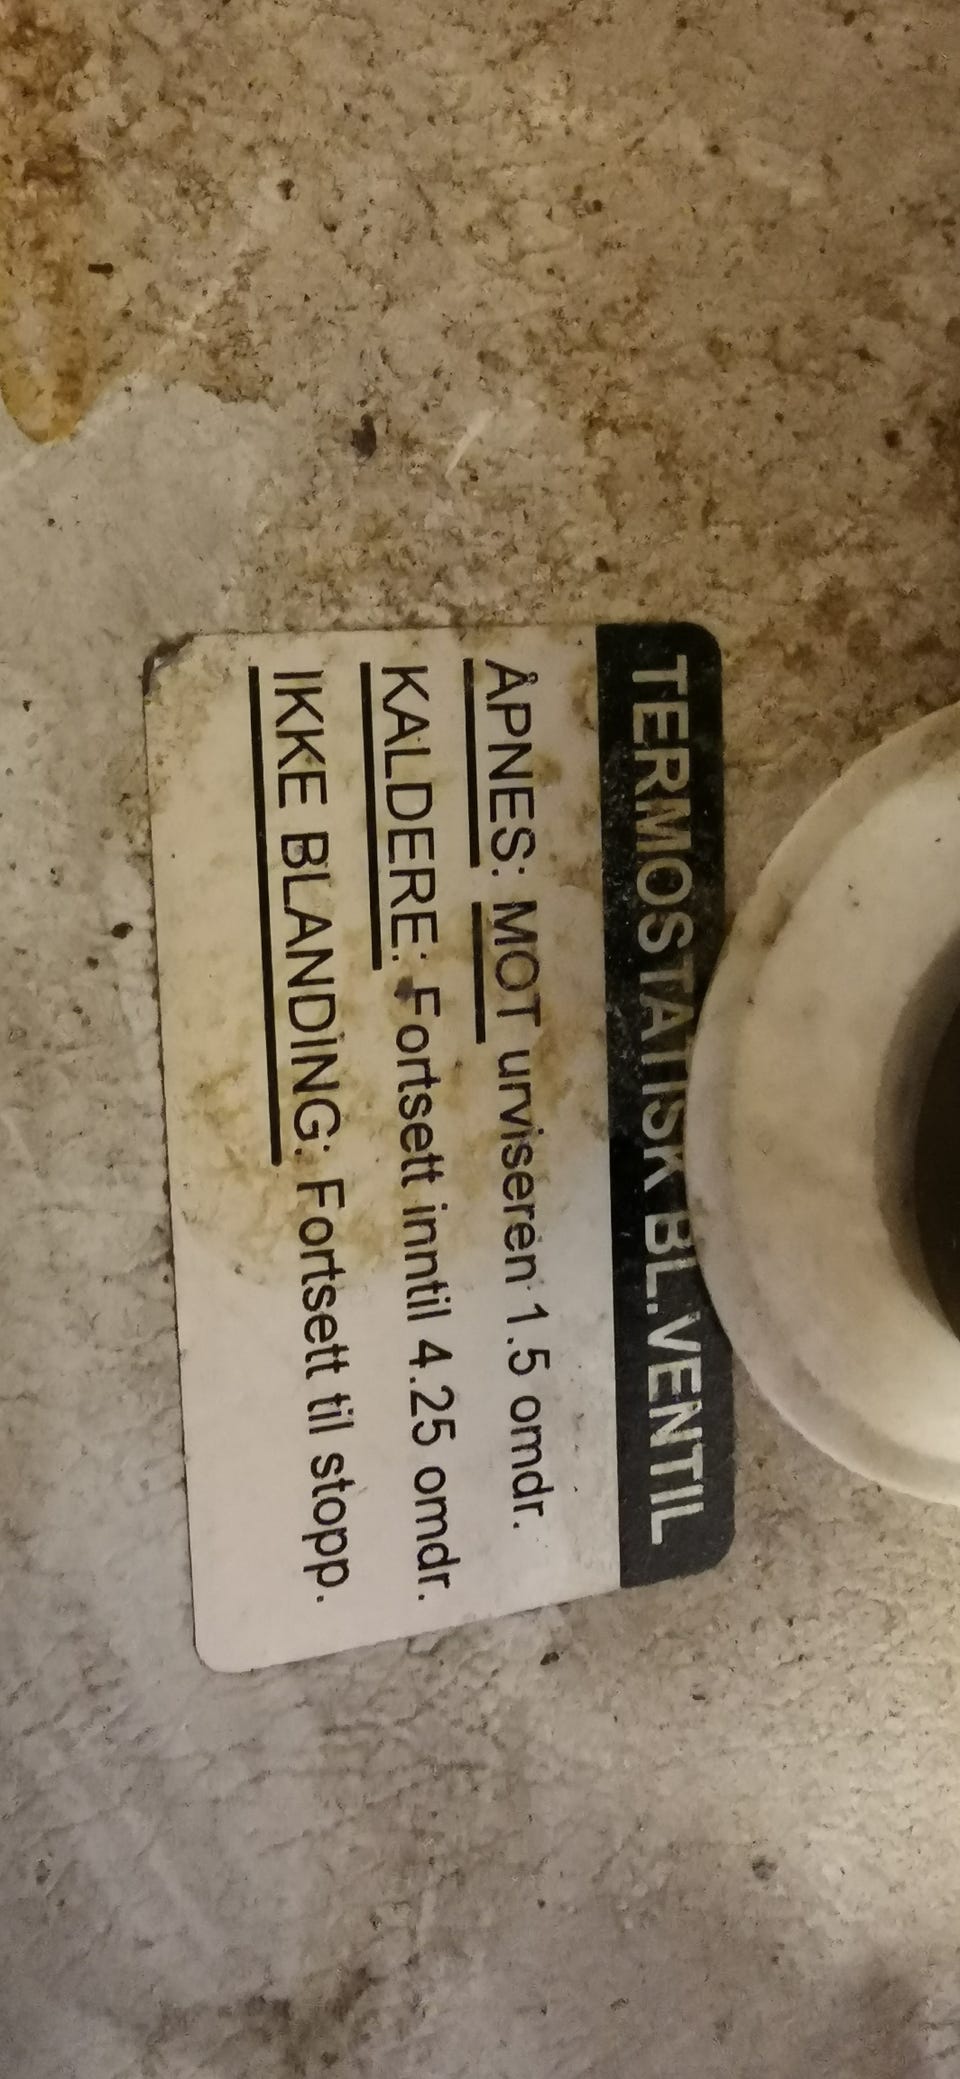 TERMOSTATISK BL.VENTIL
ÅPNES: MOT urviseren 1.5 omdr.
KALDERE: Fortsett inntil 4.25 omdr.
IKKE BLANDING: Fortsett til stopp.